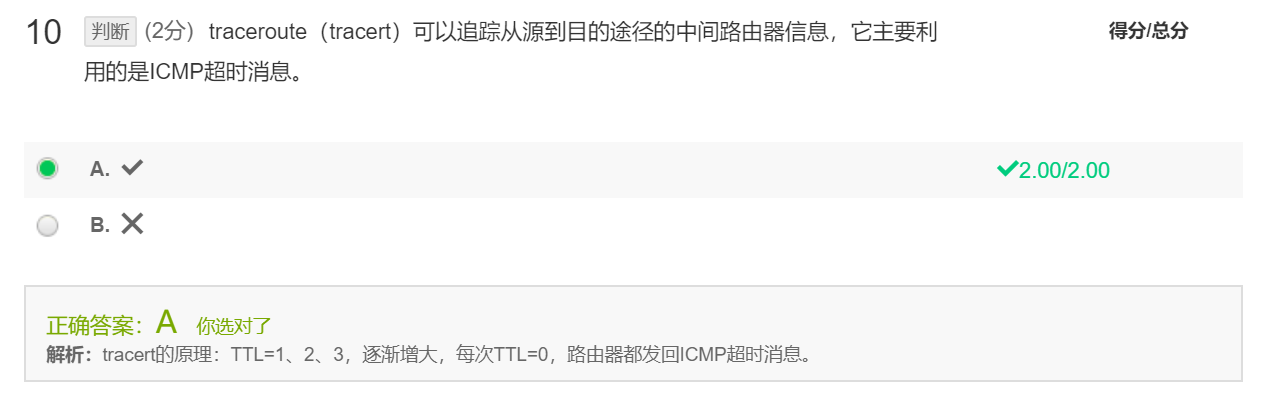 10 判断 (2分) traceroute（tracert）可以追踪从源到目的途径的中间路由器信息，它主要利 得分/总分
用的是ICMP超时消息。
A. ✔ ✔2.00/2.00
B. ✕
正确答案：A 你选对了
解析：tracert的原理：TTL=1、2、3，逐渐增大，每次TTL=0，路由器都发回ICMP超时消息。